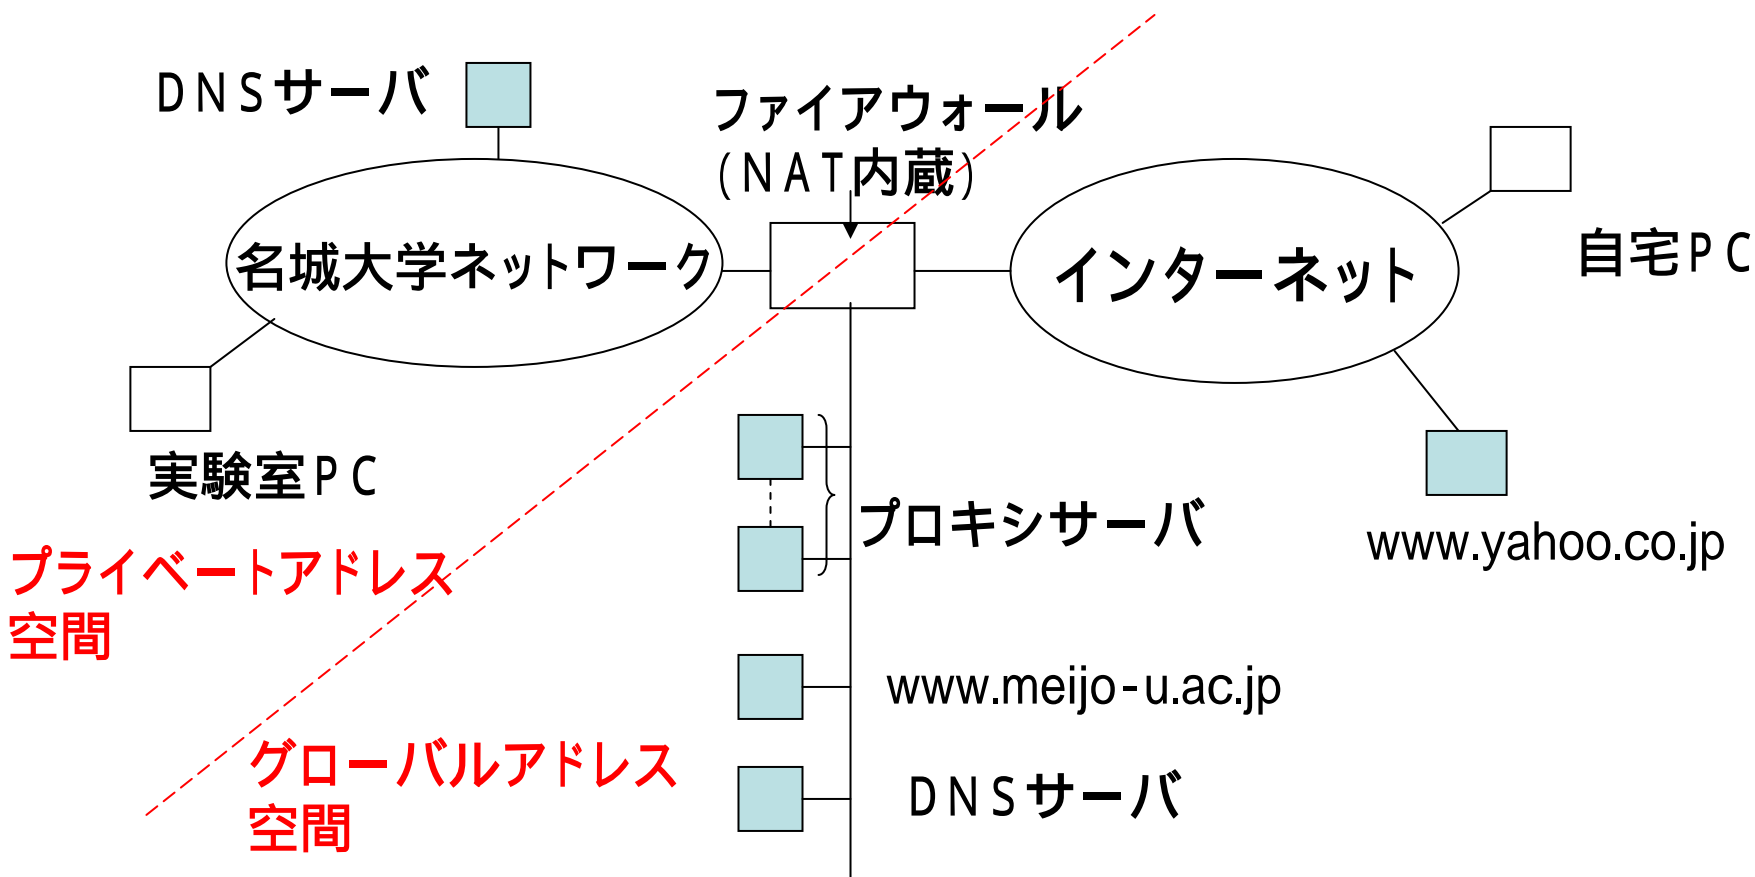 DNSサーバ
ファイアウォール
(NAT内蔵)
名城大学ネットワーク
インターネット
自宅PC
実験室PC
プロキシサーバ
www.yahoo.co.jp
プライベートアドレス
空間
www.meijo-u.ac.jp
グローバルアドレス
空間
DNSサーバ